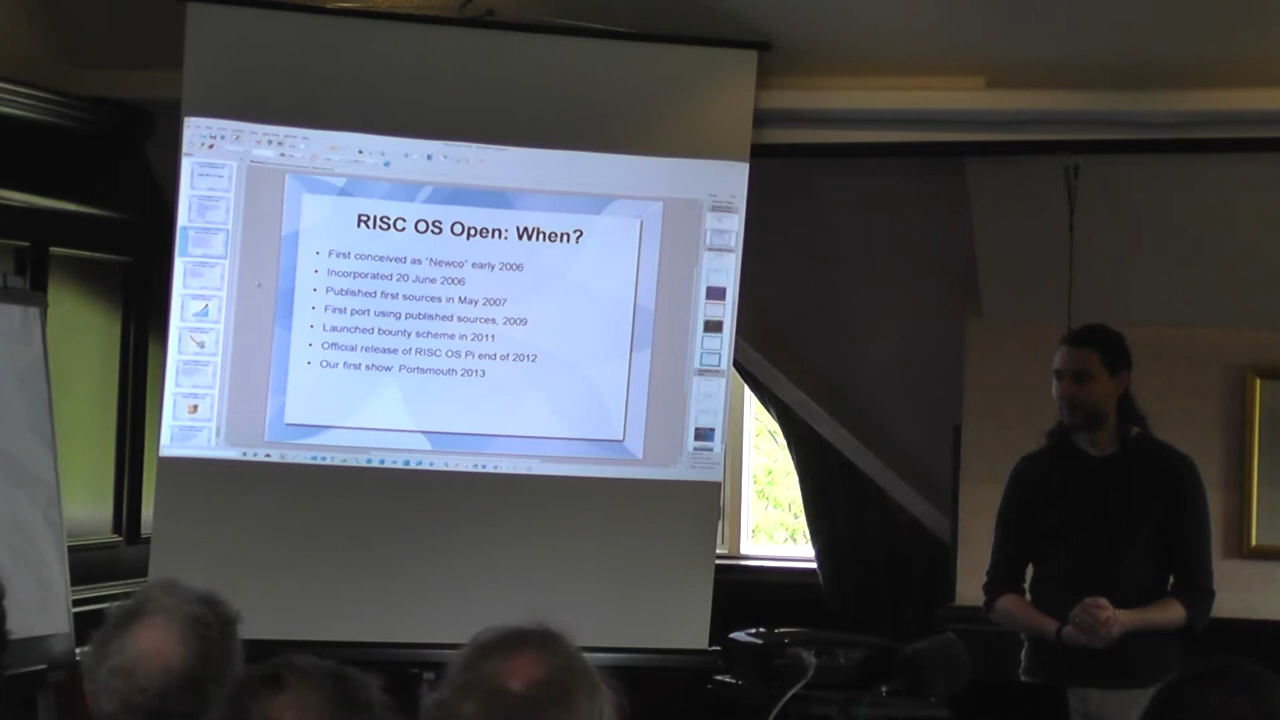 RISC OS Open: When?
• First conceived as “Newco” early 2006
• Incorporated 20 June 2006
• Published first sources in May 2007
• First port using published sources, 2009
• Launched bounty scheme in 2011
• Official release of RISC OS Pi end of 2012
• Our first show: Portsmouth 2013